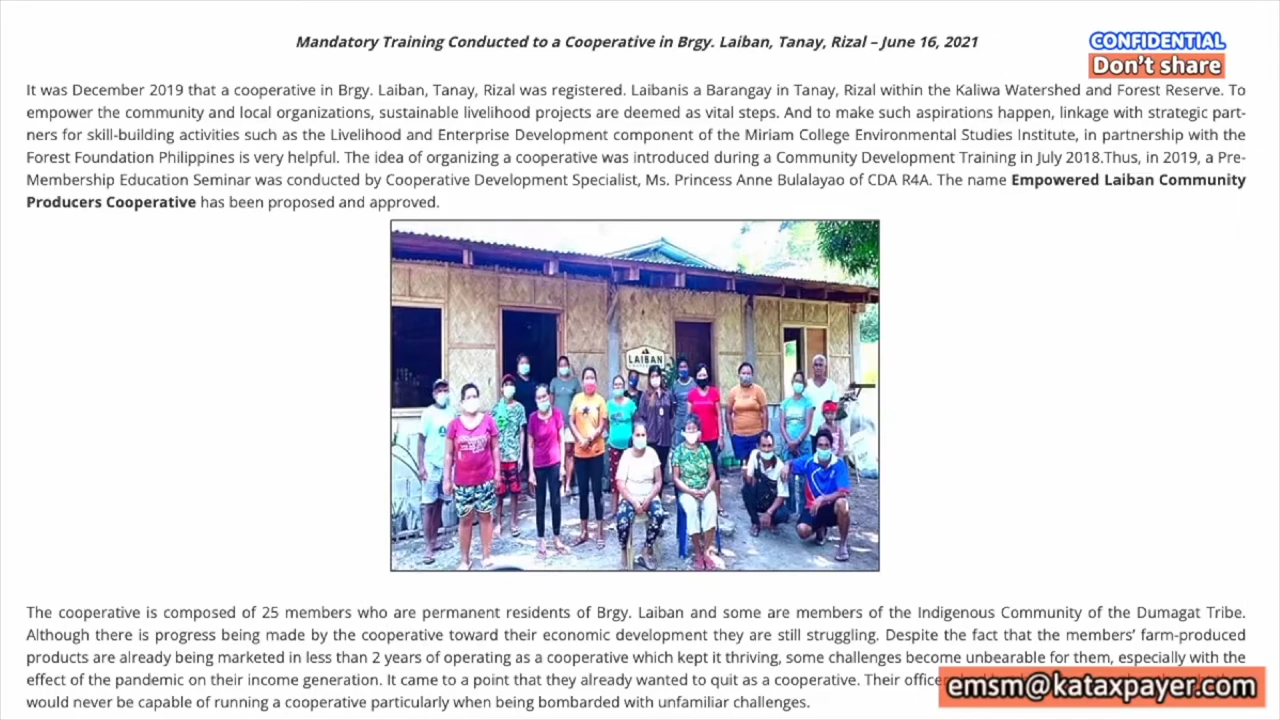 Mandatory Training Conducted to a Cooperative in Brgy. Laiban, Tanay, Rizal – June 16, 2021
CONFIDENTIAL
Don't share
It was December 2019 that a cooperative in Brgy. Laiban, Tanay, Rizal was registered. Laibanis a Barangay in Tanay, Rizal within the Kaliwa Watershed and Forest Reserve. To
empower the community and local organizations, sustainable livelihood projects are deemed as vital steps. And to make such aspirations happen, linkage with strategic part-
ners for skill-building activities such as the Livelihood and Enterprise Development component of the Miriam College Environmental Studies Institute, in partnership with the
Forest Foundation Philippines is very helpful. The idea of organizing a cooperative was introduced during a Community Development Training in July 2018.Thus, in 2019, a Pre-
Membership Education Seminar was conducted by Cooperative Development Specialist, Ms. Princess Anne Bulalayao of CDA R4A. The name Empowered Laiban Community
Producers Cooperative has been proposed and approved.
LAIBAN
The cooperative is composed of 25 members who are permanent residents of Brgy. Laiban and some are members of the Indigenous Community of the Dumagat Tribe.
Although there is progress being made by the cooperative toward their economic development they are still struggling. Despite the fact that the members' farm-produced
products are already being marketed in less than 2 years of operating as a cooperative which kept it thriving, some challenges become unbearable for them, especially with the
effect of the pandemic on their income generation. It came to a point that they already wanted to quit as a cooperative. Their
would never be capable of running a cooperative particularly when being bombarded with unfamiliar challenges.
emsm@kataxpayer.com